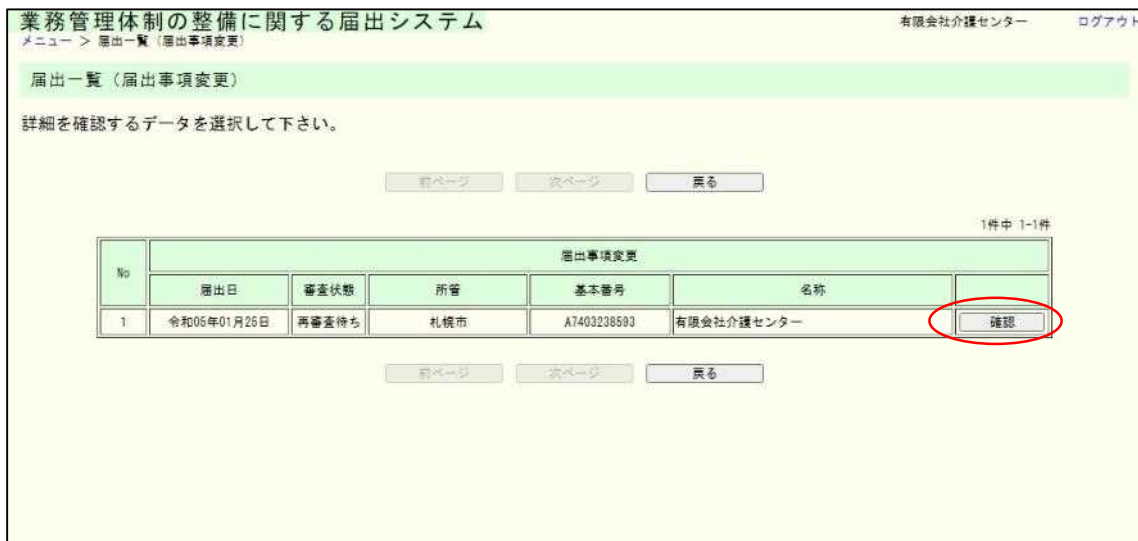 業務管理体制の整備に関する届出システム
有限会社介護センター ログアウト
メニュー > 届出一覧（届出事項変更）
届出一覧（届出事項変更）
詳細を確認するデータを選択して下さい。
前ページ 次ページ 戻る
1件中 1-1件
No 届出事項変更
届出日 審査状態 所管 基本番号 名称
1 令和05年01月25日 再審査待ち 札幌市 A7403238593 有限会社介護センター 確認
前ページ 次ページ 戻る